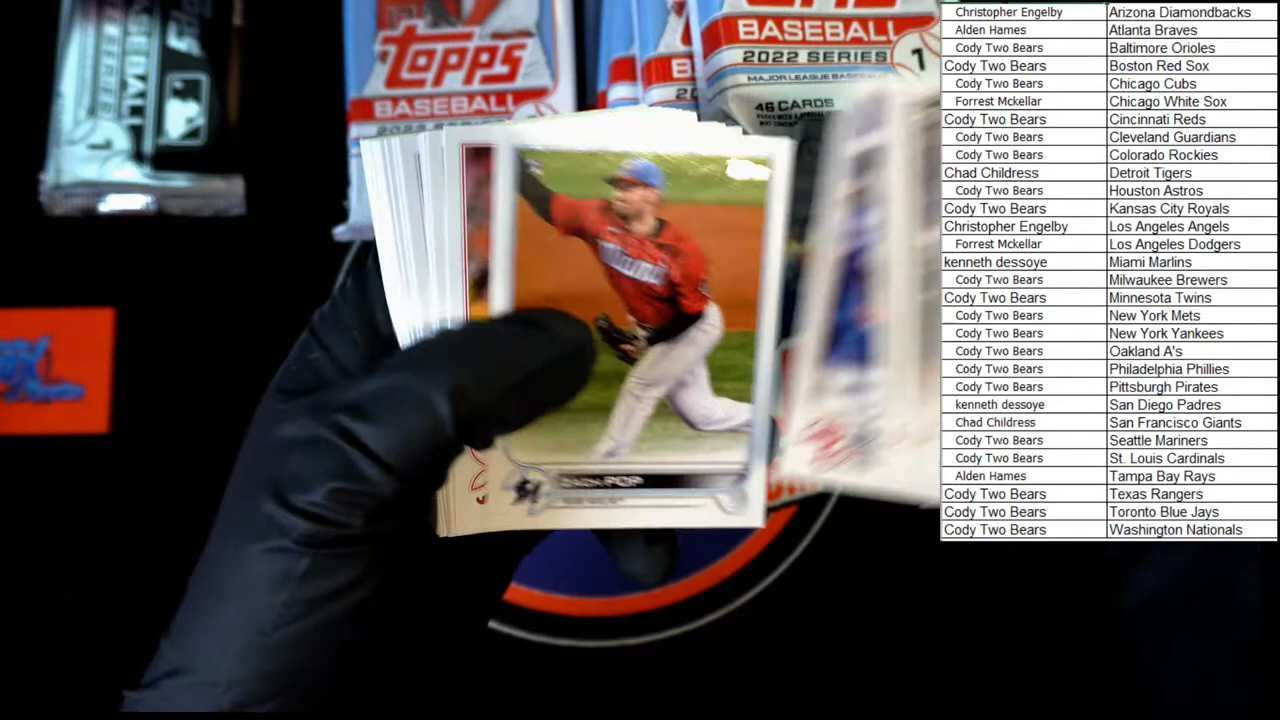 Topps
BASEBALL
2022 SERIES
BASEBALL
2022 SERIES 1
MAJOR LEAGUE BASEBALL
46 CARDS
ZACH POP
Christopher Engelby Arizona Diamondbacks
Alden Hames Atlanta Braves
Cody Two Bears Baltimore Orioles
Cody Two Bears Boston Red Sox
Cody Two Bears Chicago Cubs
Forrest Mckellar Chicago White Sox
Cody Two Bears Cincinnati Reds
Cody Two Bears Cleveland Guardians
Cody Two Bears Colorado Rockies
Chad Childress Detroit Tigers
Cody Two Bears Houston Astros
Cody Two Bears Kansas City Royals
Christopher Engelby Los Angeles Angels
Forrest Mckellar Los Angeles Dodgers
kenneth dessoye Miami Marlins
Cody Two Bears Milwaukee Brewers
Cody Two Bears Minnesota Twins
Cody Two Bears New York Mets
Cody Two Bears New York Yankees
Cody Two Bears Oakland A's
Cody Two Bears Philadelphia Phillies
Cody Two Bears Pittsburgh Pirates
kenneth dessoye San Diego Padres
Chad Childress San Francisco Giants
Cody Two Bears Seattle Mariners
Cody Two Bears St. Louis Cardinals
Alden Hames Tampa Bay Rays
Cody Two Bears Texas Rangers
Cody Two Bears Toronto Blue Jays
Cody Two Bears Washington Nationals